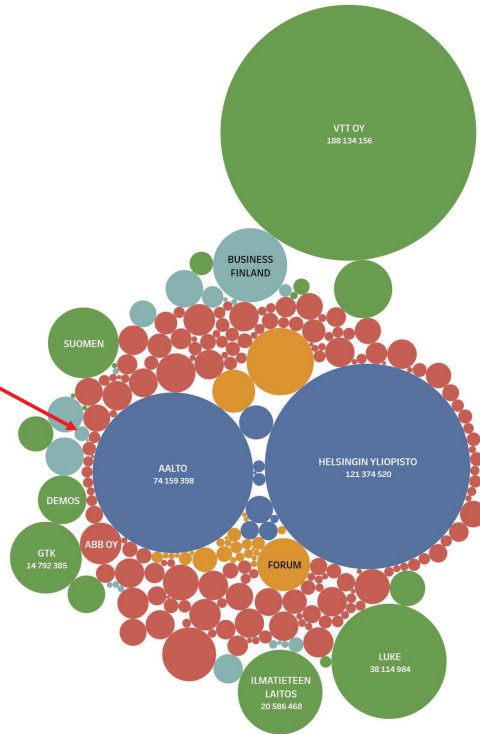 VTT OY
188 134 156
BUSINESS
FINLAND
SUOMEN
AALTO
74 159 398
HELSINGIN YLIOPISTO
121 374 520
DEMOS
ABB OY
GTK
14 792 385
FORUM
LUKE
38 114 984
ILMATIETEEN
LAITOS
20 586 468